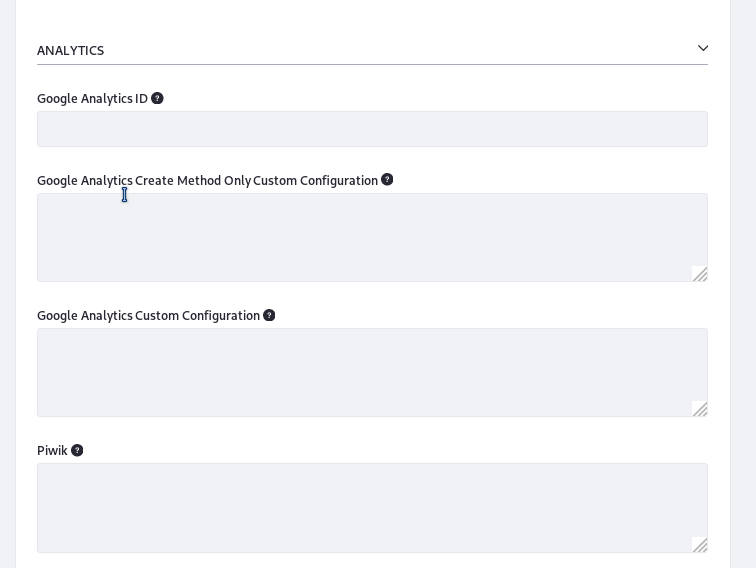 ANALYTICS
Google Analytics ID ?
Google Analytics Create Method Only Custom Configuration ?
Google Analytics Custom Configuration ?
Piwik ?